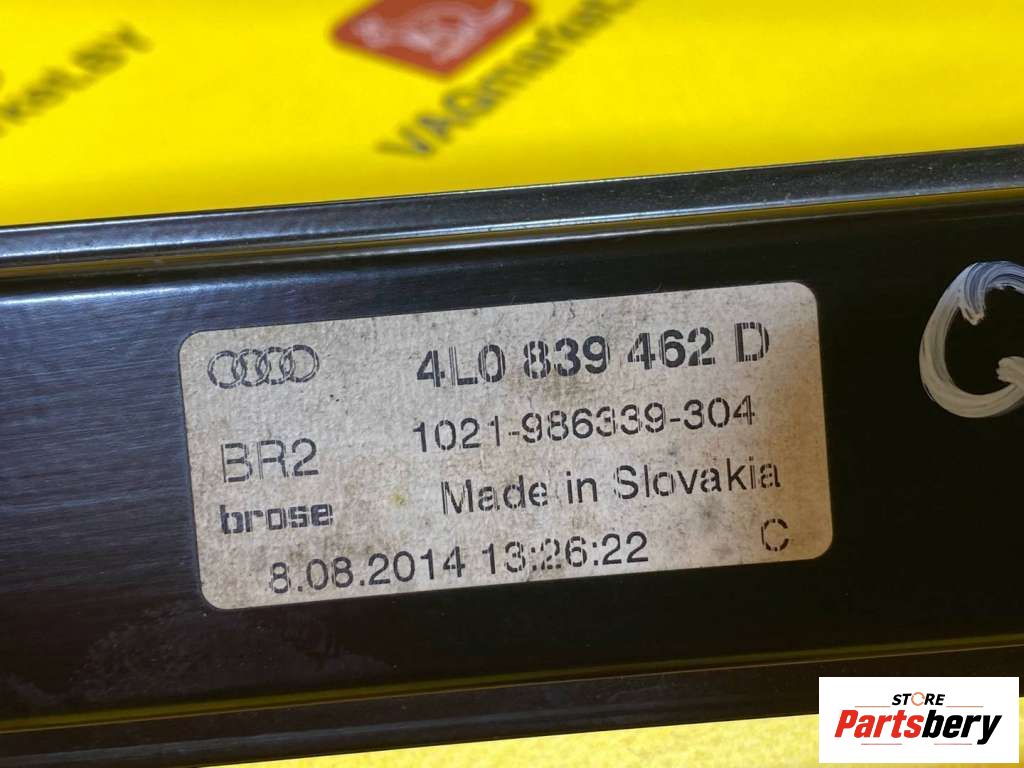 VAGmarket.
4L0 839 462 D
BR2
1021-986339-304
brose
Made in Slovakia
8.08.2014 13:26:22
C
STORE
Partsbery